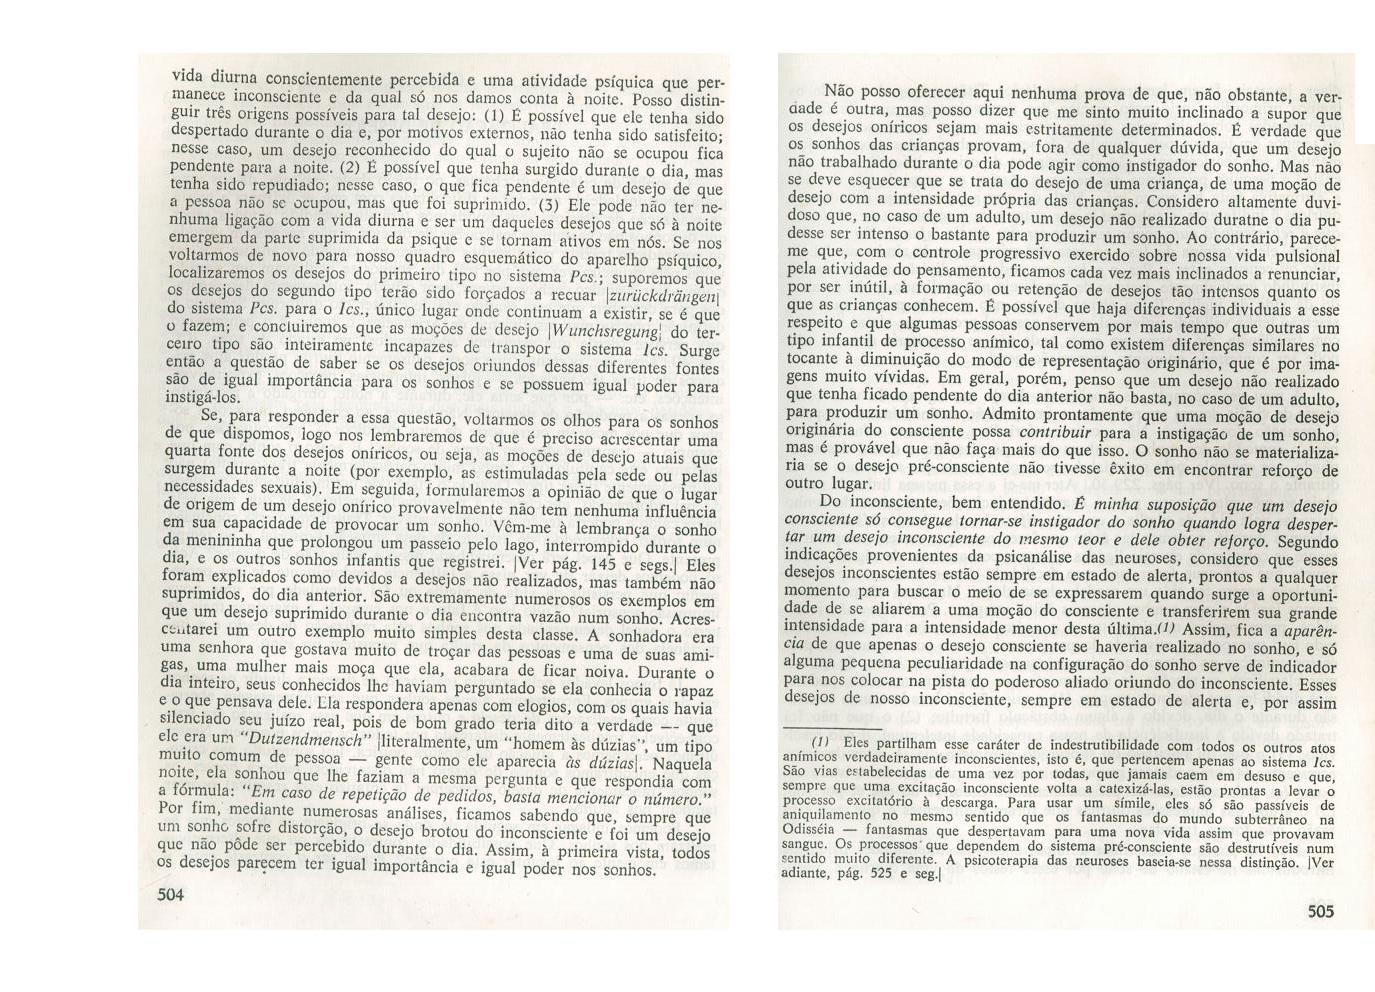 vida diurna conscientemente percebida e uma atividade psíquica que per-
manece inconsciente e da qual só nos damos conta à noite. Posso distin-
guir três origens possíveis para tal desejo: (1) É possível que ele tenha sido
despertado durante o dia e, por motivos externos, não tenha sido satisfeito;
nesse caso, um desejo reconhecido do qual o sujeito não se ocupou fica
pendente para a noite. (2) É possível que tenha surgido durante o dia, mas
tenha sido repudiado; nesse caso, o que fica pendente é um desejo de que
a pessoa não se ocupou, mas que foi suprimido. (3) Ele pode não ter ne-
nhuma ligação com a vida diurna e ser um daqueles desejos que só à noite
emergem da parte suprimida da psique e se tornam ativos em nós. Se nos
voltarmos de novo para nosso quadro esquemático do aparelho psíquico,
localizaremos os desejos do primeiro tipo no sistema Pcs.; suporemos que
os desejos do segundo tipo terão sido forçados a recuar |zurückdrängen|
do sistema Pcs. para o Ics., único lugar onde continuam a existir, se é que
o fazem; e concluiremos que as moções de desejo |Wunchsregung| do ter-
ceiro tipo são inteiramente incapazes de transpor o sistema Ics. Surge
então a questão de saber se os desejos oriundos dessas diferentes fontes
são de igual importância para os sonhos e se possuem igual poder para
instigá-los.
Se, para responder a essa questão, voltarmos os olhos para os sonhos
de que dispomos, logo nos lembraremos de que é preciso acrescentar uma
quarta fonte dos desejos oníricos, ou seja, as moções de desejo atuais que
surgem durante a noite (por exemplo, as estimuladas pela sede ou pelas
necessidades sexuais). Em seguida, formularemos a opinião de que o lugar
de origem de um desejo onírico provavelmente não tem nenhuma influência
em sua capacidade de provocar um sonho. Vêm-me à lembrança o sonho
da menininha que prolongou um passeio pelo lago, interrompido durante o
dia, e os outros sonhos infantis que registrei. |Ver pág. 145 e segs.| Eles
foram explicados como devidos a desejos não realizados, mas também não
suprimidos, do dia anterior. São extremamente numerosos os exemplos em
que um desejo suprimido durante o dia encontra vazão num sonho. Acres-
centarei um outro exemplo muito simples desta classe. A sonhadora era
uma senhora que gostava muito de troçar das pessoas e uma de suas ami-
gas, uma mulher mais moça que ela, acabara de ficar noiva. Durante o
dia inteiro, seus conhecidos lhe haviam perguntado se ela conhecia o rapaz
e o que pensava dele. Ela respondera apenas com elogios, com os quais havia
silenciado seu juízo real, pois de bom grado teria dito a verdade — que
ele era um "Dutzendmensch" |literalmente, um "homem às dúzias", um tipo
muito comum de pessoa — gente como ele aparecia às dúzias|. Naquela
noite, ela sonhou que lhe faziam a mesma pergunta e que respondia com
a fórmula: "Em caso de repetição de pedidos, basta mencionar o número."
Por fim, mediante numerosas análises, ficamos sabendo que, sempre que
um sonho sofre distorção, o desejo brotou do inconsciente e foi um desejo
que não pôde ser percebido durante o dia. Assim, à primeira vista, todos
os desejos parecem ter igual importância e igual poder nos sonhos.
504
Não posso oferecer aqui nenhuma prova de que, não obstante, a ver-
dade é outra, mas posso dizer que me sinto muito inclinado a supor que
os desejos oníricos sejam mais estritamente determinados. É verdade que
os sonhos das crianças provam, fora de qualquer dúvida, que um desejo
não trabalhado durante o dia pode agir como instigador do sonho. Mas não
se deve esquecer que se trata do desejo de uma criança, de uma moção de
desejo com a intensidade própria das crianças. Considero altamente duvi-
doso que, no caso de um adulto, um desejo não realizado duratne o dia pu-
desse ser intenso o bastante para produzir um sonho. Ao contrário, parece-
me que, com o controle progressivo exercido sobre nossa vida pulsional
pela atividade do pensamento, ficamos cada vez mais inclinados a renunciar,
por ser inútil, à formação ou retenção de desejos tão intensos quanto os
que as crianças conhecem. É possível que haja diferenças individuais a esse
respeito e que algumas pessoas conservem por mais tempo que outras um
tipo infantil de processo anímico, tal como existem diferenças similares no
tocante à diminuição do modo de representação originário, que é por ima-
gens muito vívidas. Em geral, porém, penso que um desejo não realizado
que tenha ficado pendente do dia anterior não basta, no caso de um adulto,
para produzir um sonho. Admito prontamente que uma moção de desejo
originária do consciente possa contribuir para a instigação de um sonho,
mas é provável que não faça mais do que isso. O sonho não se materializa-
ria se o desejo pré-consciente não tivesse êxito em encontrar reforço de
outro lugar.
Do inconsciente, bem entendido. É minha suposição que um desejo
consciente só consegue tornar-se instigador do sonho quando logra desper-
tar um desejo inconsciente do mesmo teor e dele obter reforço. Segundo
indicações provenientes da psicanálise das neuroses, considero que esses
desejos inconscientes estão sempre em estado de alerta, prontos a qualquer
momento para buscar o meio de se expressarem quando surge a oportuni-
dade de se aliarem a uma moção do consciente e transferirem sua grande
intensidade para a intensidade menor desta última.(1) Assim, fica a aparên-
cia de que apenas o desejo consciente se haveria realizado no sonho, e só
alguma pequena peculiaridade na configuração do sonho serve de indicador
para nos colocar na pista do poderoso aliado oriundo do inconsciente. Esses
desejos de nosso inconsciente, sempre em estado de alerta e, por assim
(1) Eles partilham esse caráter de indestrutibilidade com todos os outros atos
anímicos verdadeiramente inconscientes, isto é, que pertencem apenas ao sistema Ics.
São vias estabelecidas de uma vez por todas, que jamais caem em desuso e que,
sempre que uma excitação inconsciente volta a catexizá-las, estão prontas a levar o
processo excitatório à descarga. Para usar um símile, eles só são passíveis de
aniquilamento no mesmo sentido que os fantasmas do mundo subterrâneo na
Odisséia — fantasmas que despertavam para uma nova vida assim que provavam
sangue. Os processos que dependem do sistema pré-consciente são destrutíveis num
sentido muito diferente. A psicoterapia das neuroses baseia-se nessa distinção. |Ver
adiante, pág. 525 e seg.|
505